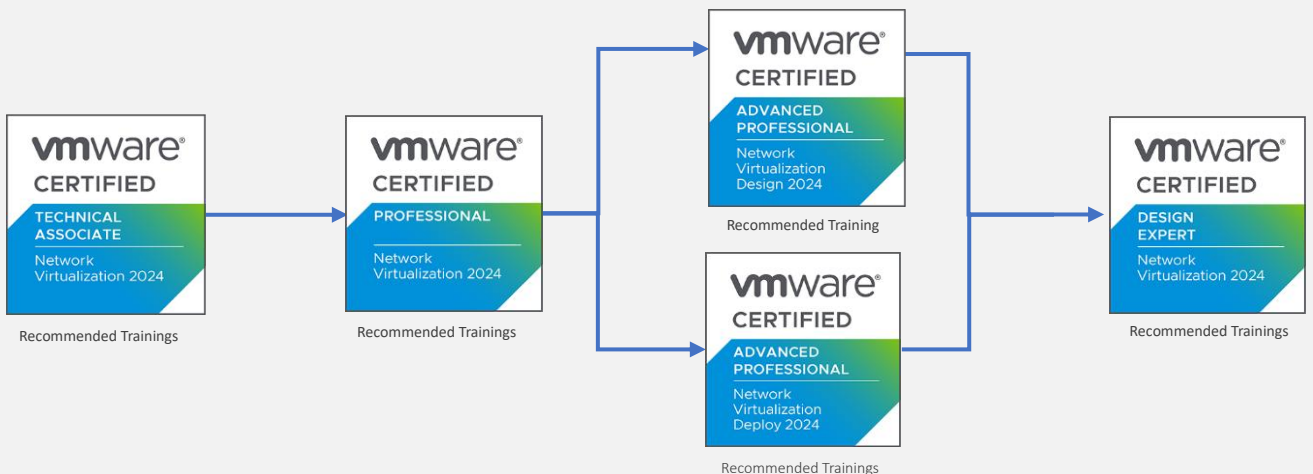 vmware®
CERTIFIED
TECHNICAL
ASSOCIATE
Network
Virtualization 2024
Recommended Trainings
vmware®
CERTIFIED
PROFESSIONAL
Network
Virtualization 2024
Recommended Trainings
vmware®
CERTIFIED
ADVANCED
PROFESSIONAL
Network
Virtualization
Design 2024
Recommended Training
vmware®
CERTIFIED
ADVANCED
PROFESSIONAL
Network
Virtualization
Deploy 2024
Recommended Trainings
vmware®
CERTIFIED
DESIGN
EXPERT
Network
Virtualization 2024
Recommended Trainings